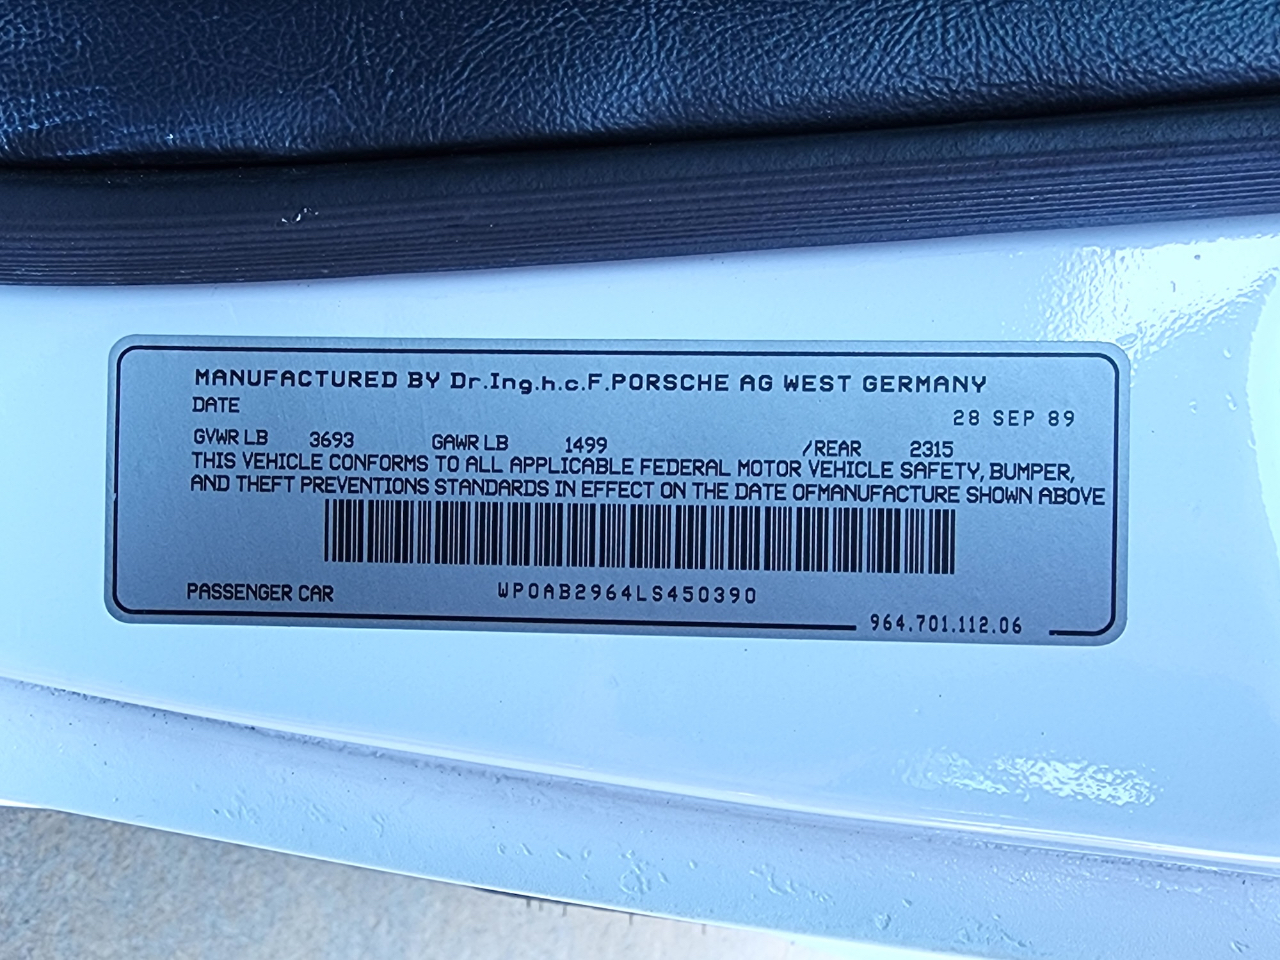 MANUFACTURED BY Dr.Ing.h.c.F.PORSCHE AG WEST GERMANY
DATE 28 SEP 89
GVWR LB 3693 GAWR LB 1499 /REAR 2315
THIS VEHICLE CONFORMS TO ALL APPLICABLE FEDERAL MOTOR VEHICLE SAFETY, BUMPER,
AND THEFT PREVENTIONS STANDARDS IN EFFECT ON THE DATE OFMANUFACTURE SHOWN ABOVE
PASSENGER CAR WP0AB2964LS450390
964.701.112.06